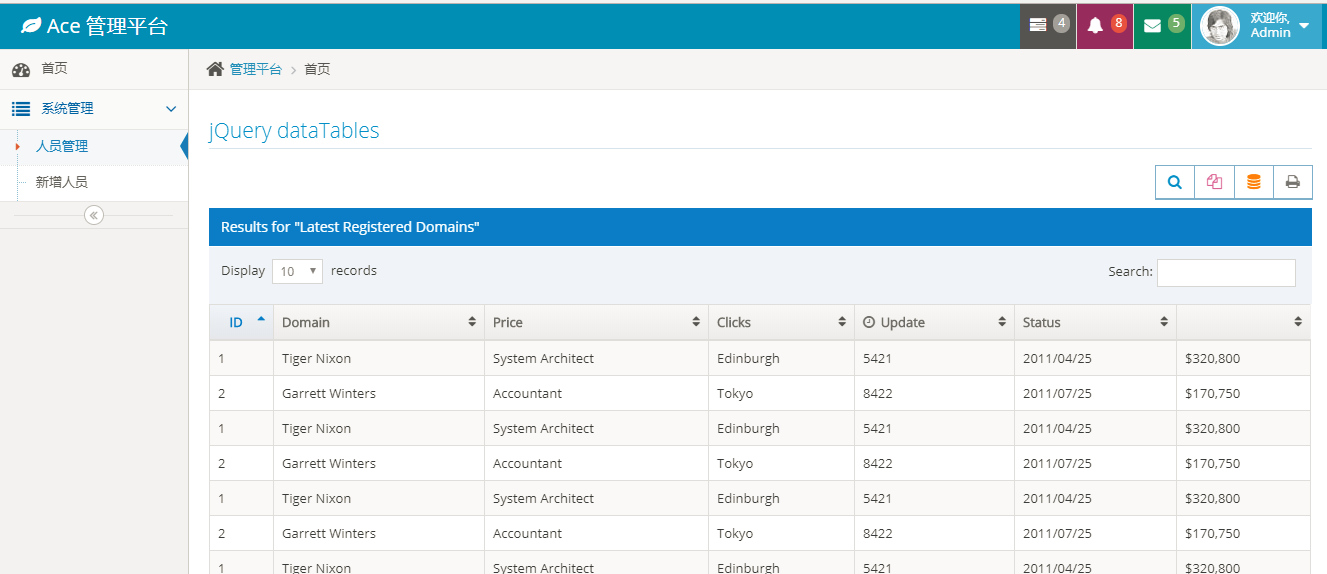 Ace 管理平台
4
8
5
欢迎你,
Admin
首页
系统管理
人员管理
新增人员
管理平台 > 首页
jQuery dataTables
Results for "Latest Registered Domains"
Display 10 records
Search:
ID Domain Price Clicks Update Status
1 Tiger Nixon System Architect Edinburgh 5421 2011/04/25 $320,800
2 Garrett Winters Accountant Tokyo 8422 2011/07/25 $170,750
1 Tiger Nixon System Architect Edinburgh 5421 2011/04/25 $320,800
2 Garrett Winters Accountant Tokyo 8422 2011/07/25 $170,750
1 Tiger Nixon System Architect Edinburgh 5421 2011/04/25 $320,800
2 Garrett Winters Accountant Tokyo 8422 2011/07/25 $170,750
1 Tiger Nixon System Architect Edinburgh 5421 2011/04/25 $320,800